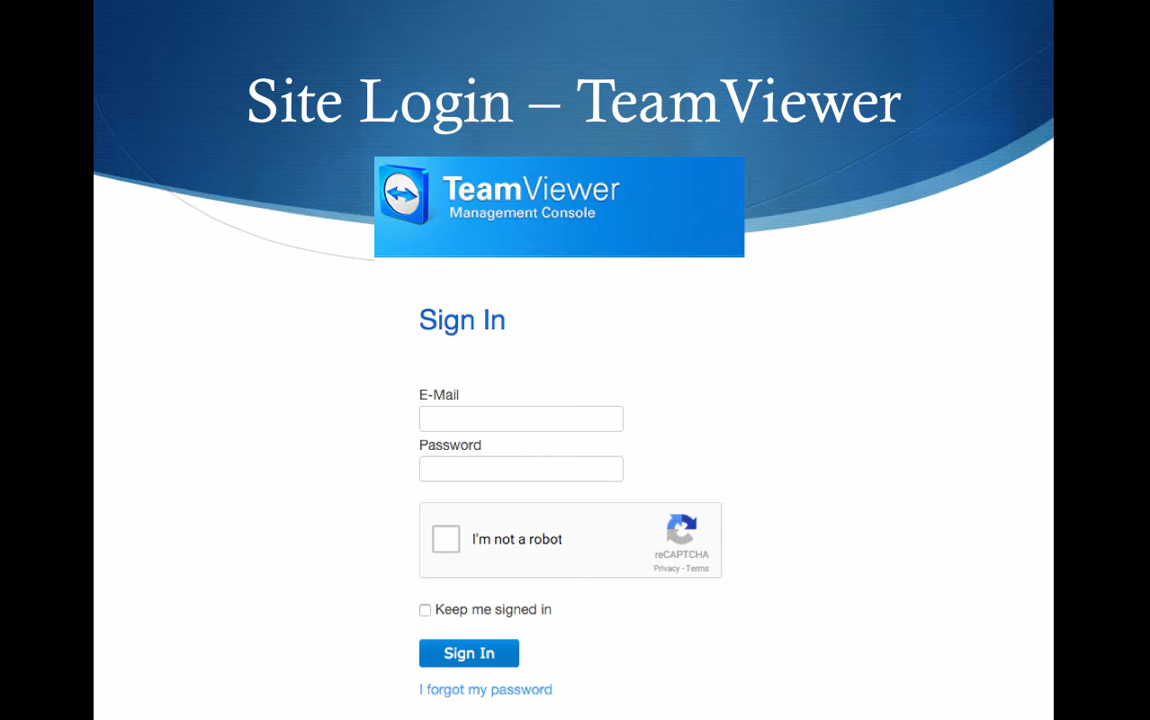 Site Login – TeamViewer
TeamViewer
Management Console
Sign In
E-Mail
Password
I'm not a robot
reCAPTCHA
Privacy - Terms
Keep me signed in
Sign In
I forgot my password